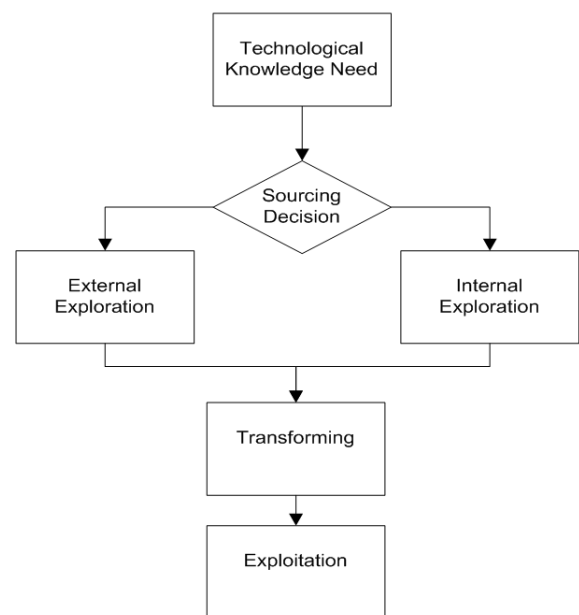 Technological
Knowledge Need
Sourcing
Decision
External
Exploration
Internal
Exploration
Transforming
Exploitation